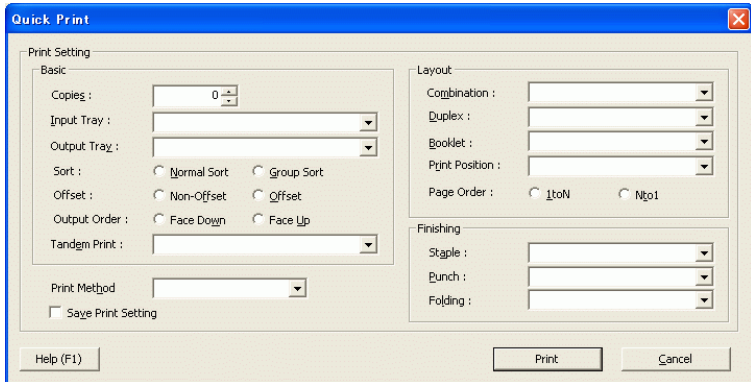 Quick Print
Print Setting
Basic
Copies :
0
Input Tray :
Output Tray :
Sort : Normal Sort Group Sort
Offset : Non-Offset Offset
Output Order : Face Down Face Up
Tandem Print :
Print Method
Save Print Setting
Layout
Combination :
Duplex :
Booklet :
Print Position :
Page Order : 1toN Nto1
Finishing
Staple :
Punch :
Folding :
Help (F1)
Print
Cancel